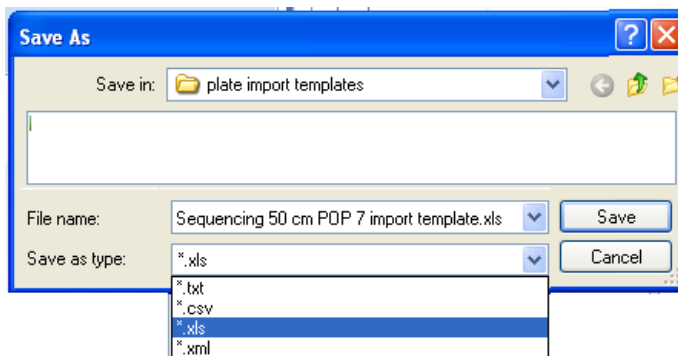 Save As
Save in: plate import templates
File name: Sequencing 50 cm POP 7 import template.xls Save
Save as type: *.xls Cancel
*.txt
*.csv
*.xls
*.xml